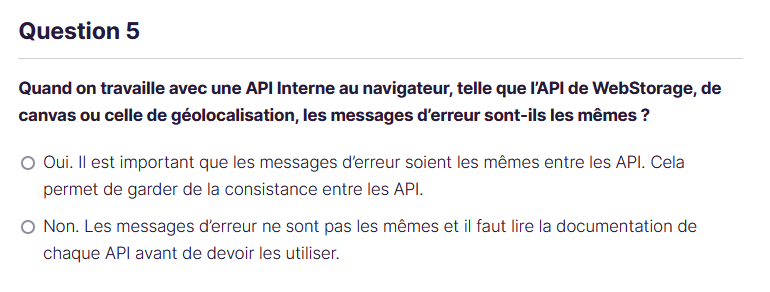 Question 5
Quand on travaille avec une API Interne au navigateur, telle que l'API de WebStorage, de
canvas ou celle de géolocalisation, les messages d'erreur sont-ils les mêmes ?
Oui. Il est important que les messages d'erreur soient les mêmes entre les API. Cela
permet de garder de la consistance entre les API.
Non. Les messages d'erreur ne sont pas les mêmes et il faut lire la documentation de
chaque API avant de devoir les utiliser.